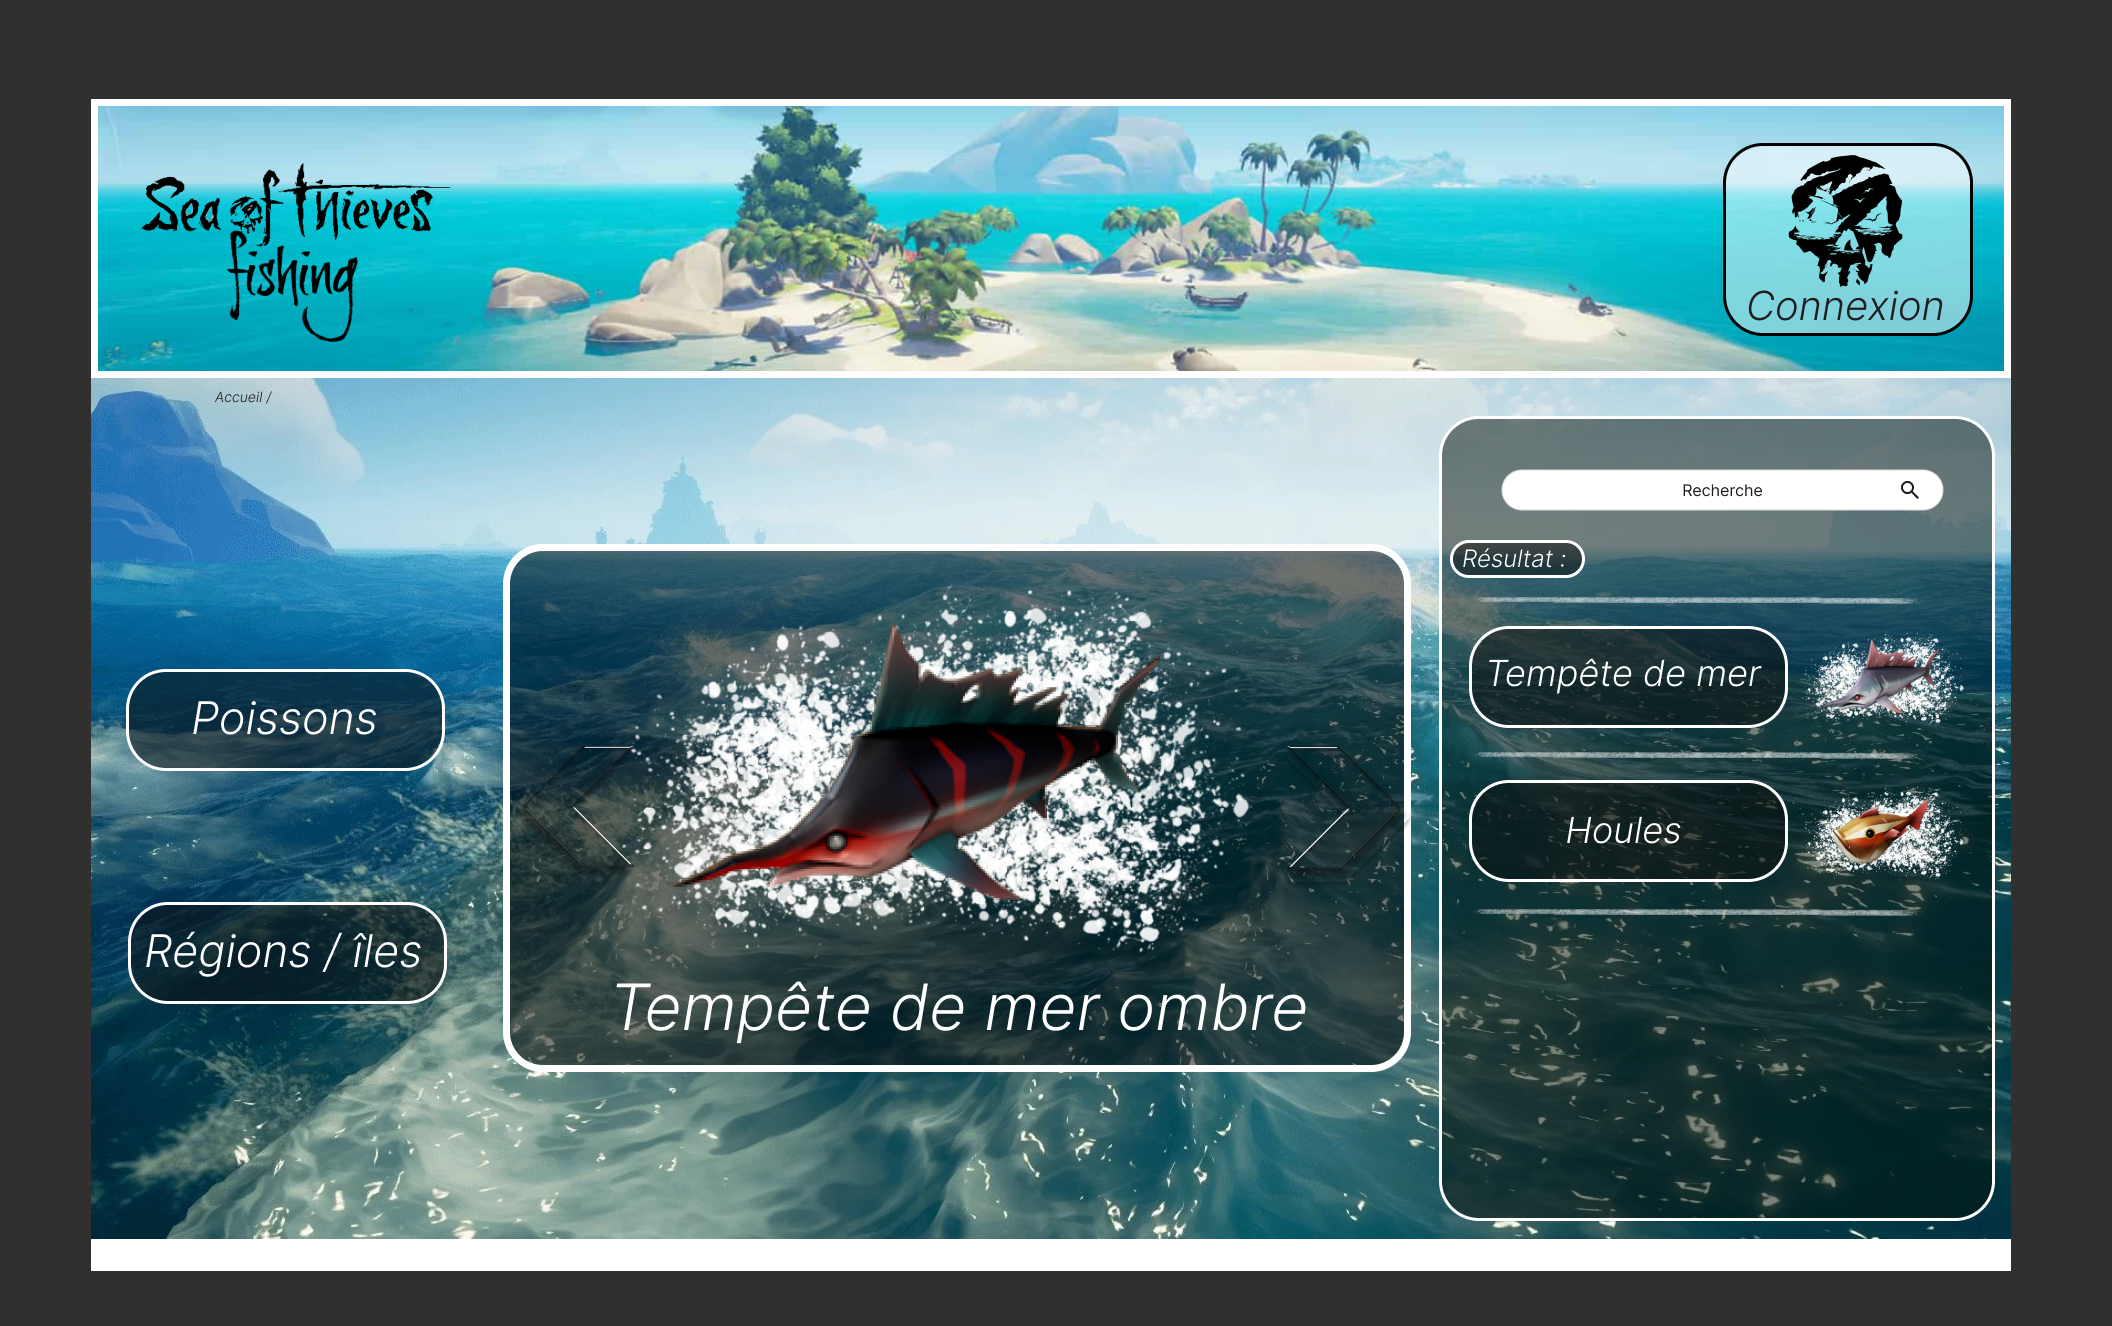 Sea of thieves
fishing
Connexion
Accueil /
Recherche
Résultat :
Tempête de mer
Houles
Poissons
Régions / îles
Tempête de mer ombre